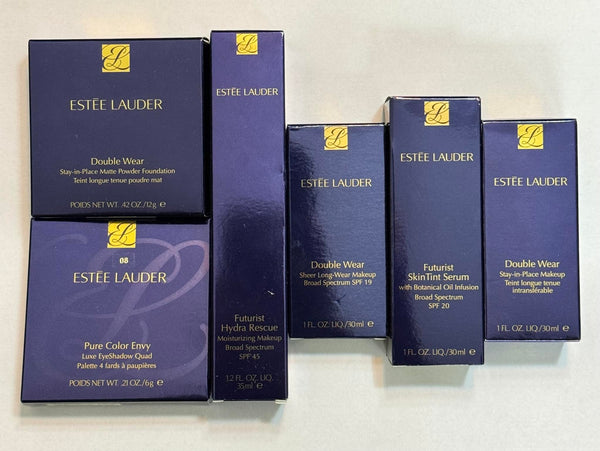 ESTĒE LAUDER
Double Wear
Stay-in-Place Matte Powder Foundation
Teint longue tenue poudre mat
POIDS NET WT. .42 OZ./12g ℮
08
ESTĒE LAUDER
Pure Color Envy
Luxe EyeShadow Quad
Palette 4 fards à paupières
POIDS NET WT. .21 OZ./6g ℮
ESTĒE LAUDER
Futurist
Hydra Rescue
Moisturizing Makeup
Broad Spectrum
SPF 45
1.2 FL. OZ. LIQ.
35ml ℮
ESTĒE LAUDER
Double Wear
Sheer Long-Wear Makeup
Broad Spectrum SPF 19
1 FL. OZ. LIQ./30ml ℮
ESTĒE LAUDER
Futurist
SkinTint Serum
with Botanical Oil Infusion
Broad Spectrum
SPF 20
1 FL. OZ. LIQ./30ml ℮
ESTĒE LAUDER
Double Wear
Stay-in-Place Makeup
Teint longue tenue
intransférable
1 FL. OZ. LIQ./30ml ℮